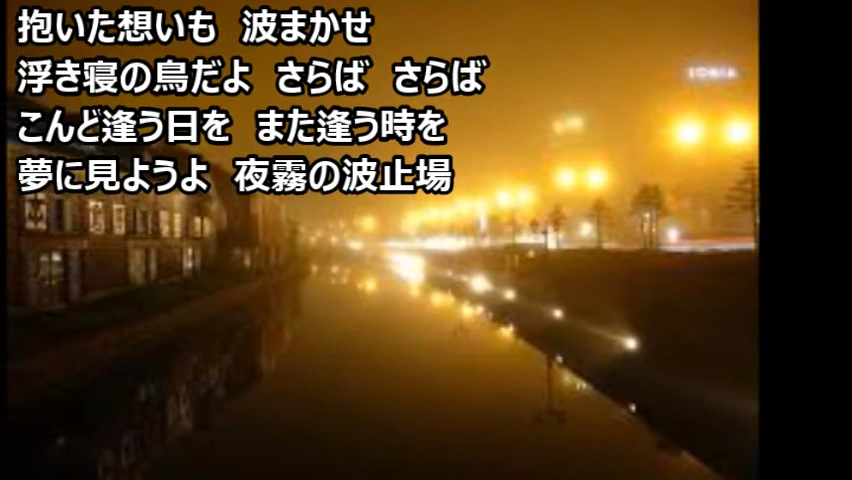 抱いた想いも　波まかせ
浮き寝の鳥だよ　さらば　さらば
こんど逢う日を　また逢う時を
夢に見ようよ　夜霧の波止場